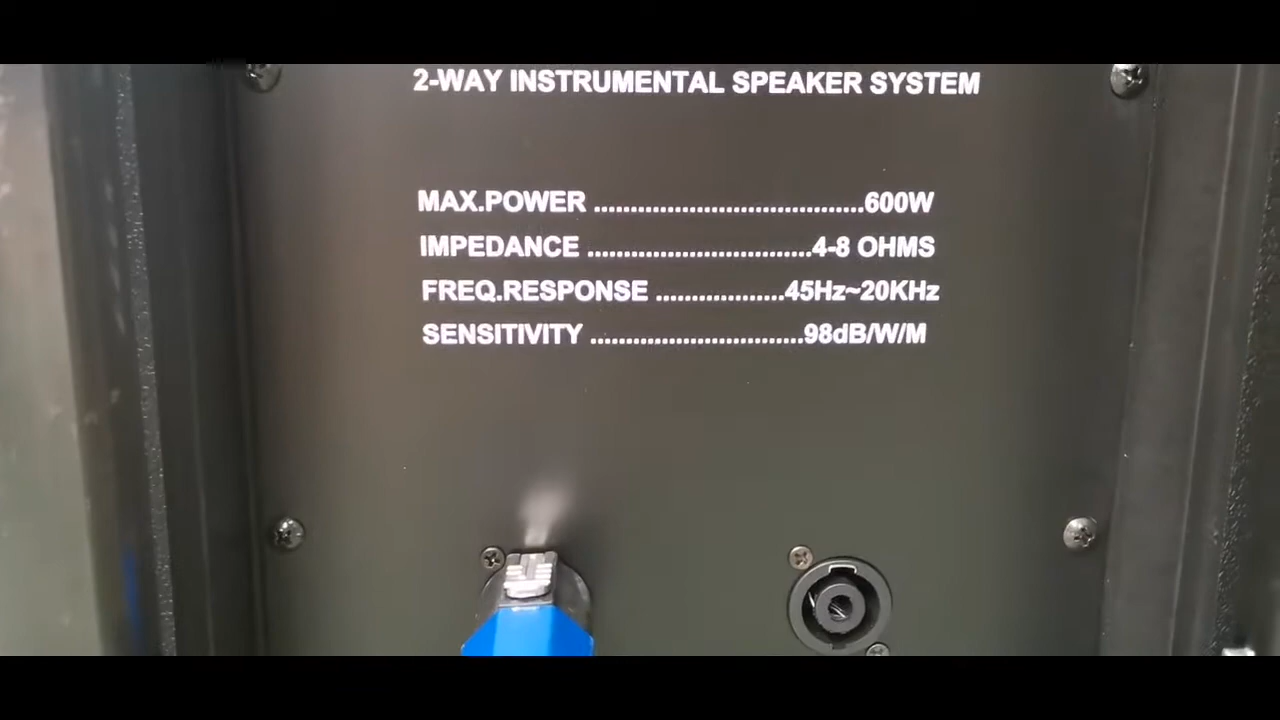 2-WAY INSTRUMENTAL SPEAKER SYSTEM
MAX.POWER ....................................600W
IMPEDANCE ..............................4-8 OHMS
FREQ.RESPONSE .................45Hz~20KHz
SENSITIVITY ............................98dB/W/M